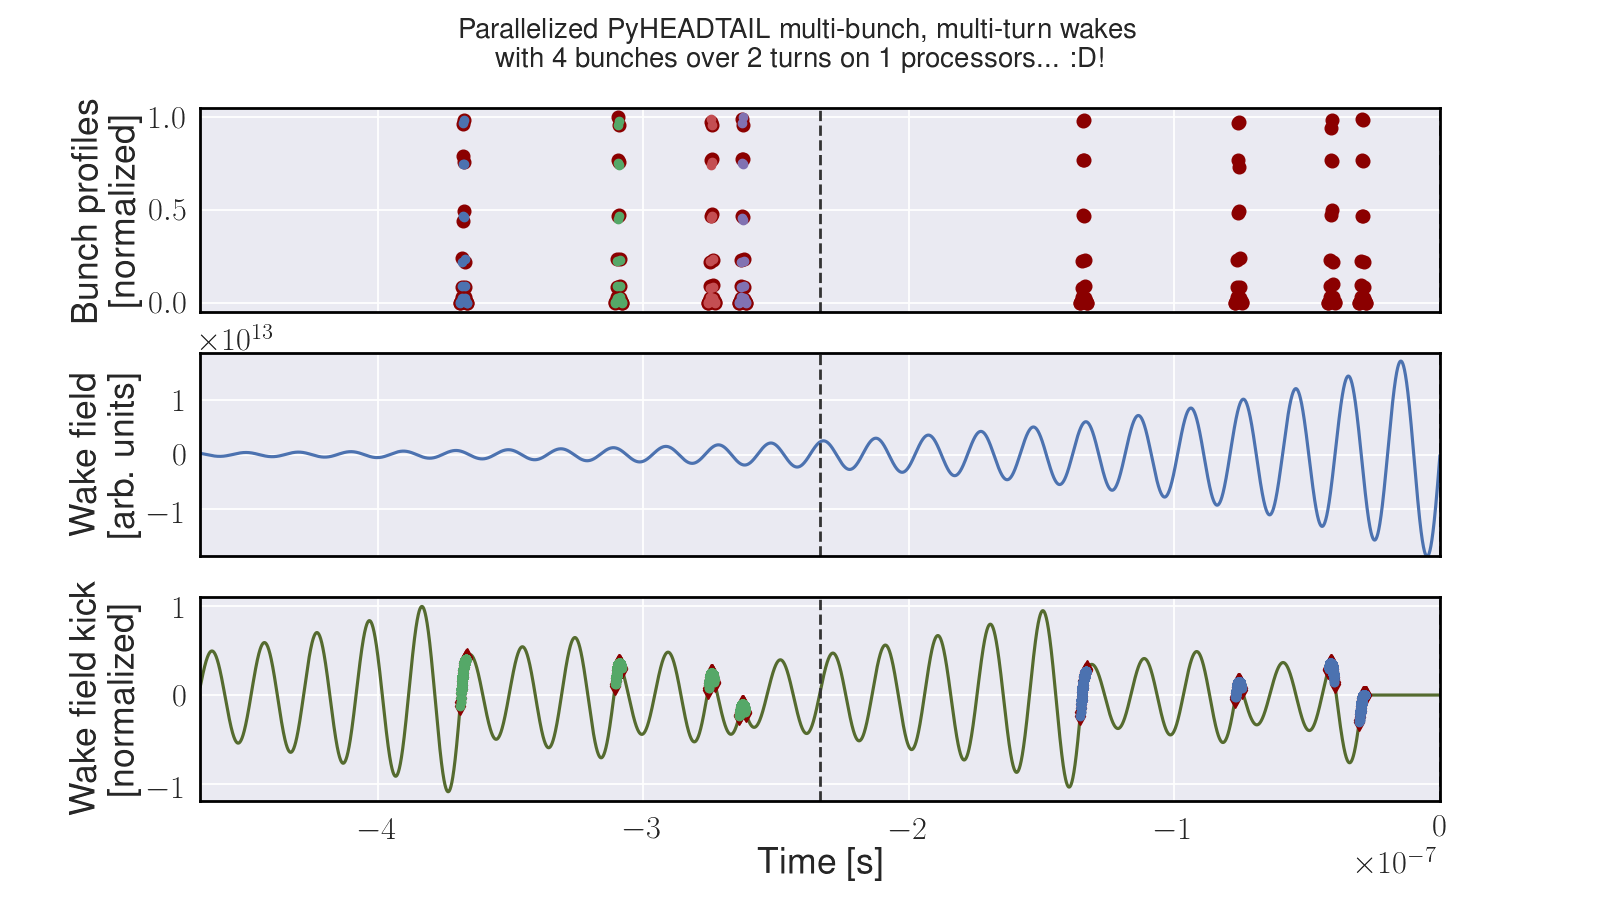 Parallelized PyHEADTAIL multi-bunch, multi-turn wakes
with 4 bunches over 2 turns on 1 processors... :D!
Bunch profiles
[normalized]
1.0
0.5
0.0
×10¹³
Wake field
[arb. units]
1
0
−1
Wake field kick
[normalized]
1
0
−1
−4 −3 −2 −1 0
Time [s]
×10⁻⁷